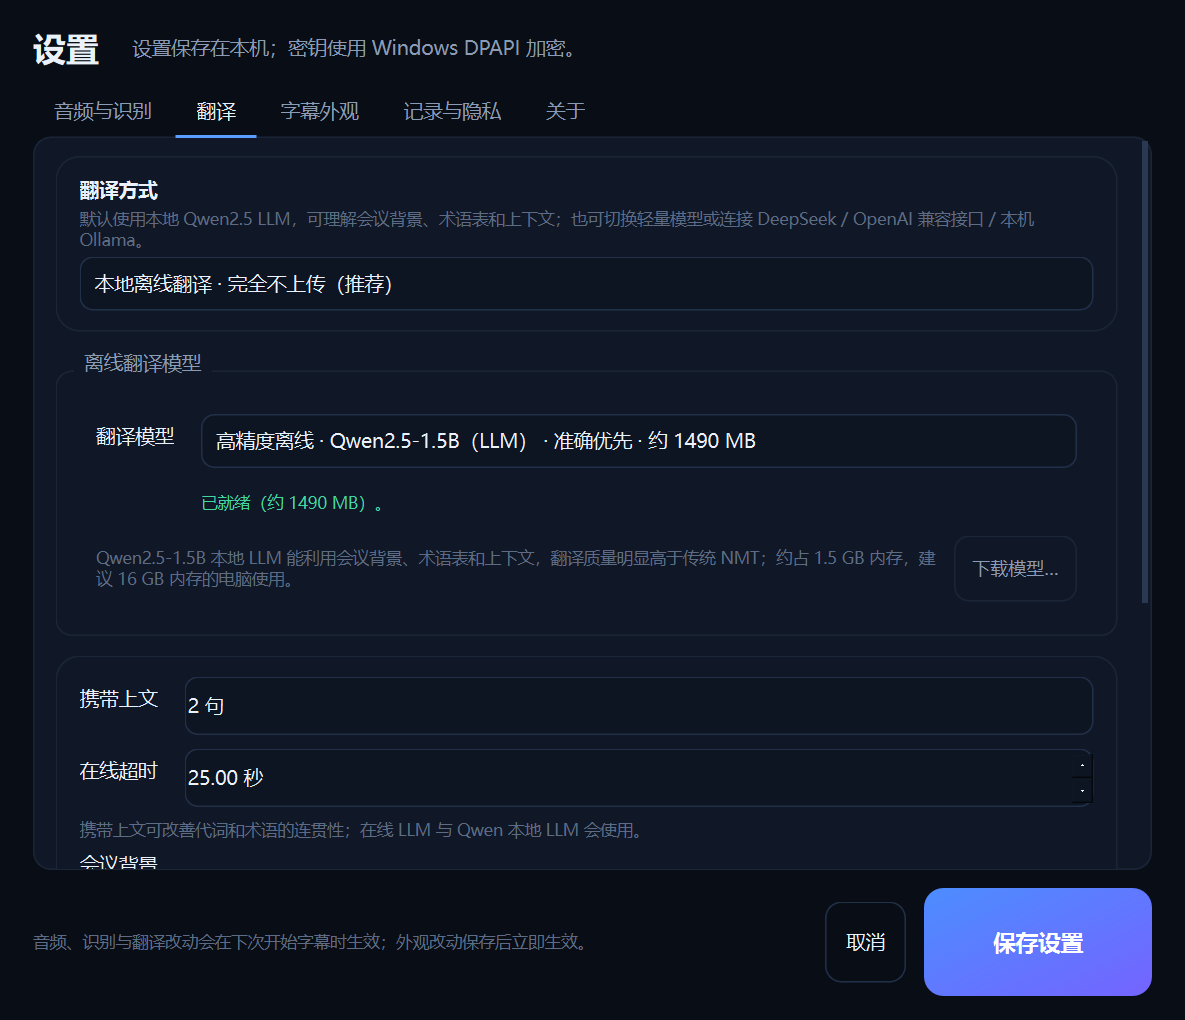 设置
设置保存在本机；密钥使用 Windows DPAPI 加密。
音频与识别 翻译 字幕外观 记录与隐私 关于
翻译方式
默认使用本地 Qwen2.5 LLM，可理解会议背景、术语表和上下文；也可切换轻量模型或连接 DeepSeek / OpenAI 兼容接口 / 本机
Ollama。
本地离线翻译 · 完全不上传（推荐）
离线翻译模型
翻译模型
高精度离线 · Qwen2.5-1.5B（LLM） · 准确优先 · 约 1490 MB
已就绪（约 1490 MB）。
Qwen2.5-1.5B 本地 LLM 能利用会议背景、术语表和上下文，翻译质量明显高于传统 NMT；约占 1.5 GB 内存，建
议 16 GB 内存的电脑使用。
下载模型...
携带上文
2 句
在线超时
25.00 秒
携带上文可改善代词和术语的连贯性；在线 LLM 与 Qwen 本地 LLM 会使用。
会议背景
音频、识别与翻译改动会在下次开始字幕时生效；外观改动保存后立即生效。
取消
保存设置